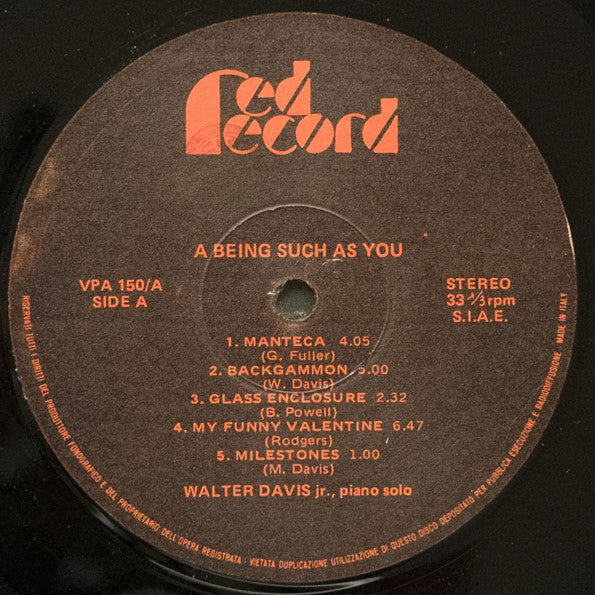 Red
Record
A BEING SUCH AS YOU
VPA 150/A
SIDE A
STEREO
33 ⅓ rpm
S.I.A.E.
1. MANTECA 4.05
(G. Fuller)
2. BACKGAMMON 5.00
(W. Davis)
3. GLASS ENCLOSURE 2.32
(B. Powell)
4. MY FUNNY VALENTINE 6.47
(Rodgers)
5. MILESTONES 1.00
(M. Davis)
WALTER DAVIS jr., piano solo
RISERVATI TUTTI I DIRITTI DEL PRODUTTORE FONOGRAFICO E DEL PROPRIETARIO DELL'OPERA REGISTRATA - VIETATA DUPLICAZIONE UTILIZZAZIONE DI QUESTO DISCO DEPOSITATO PER PUBBLICA ESECUZIONE E RADIODIFFUSIONE. MADE IN ITALY